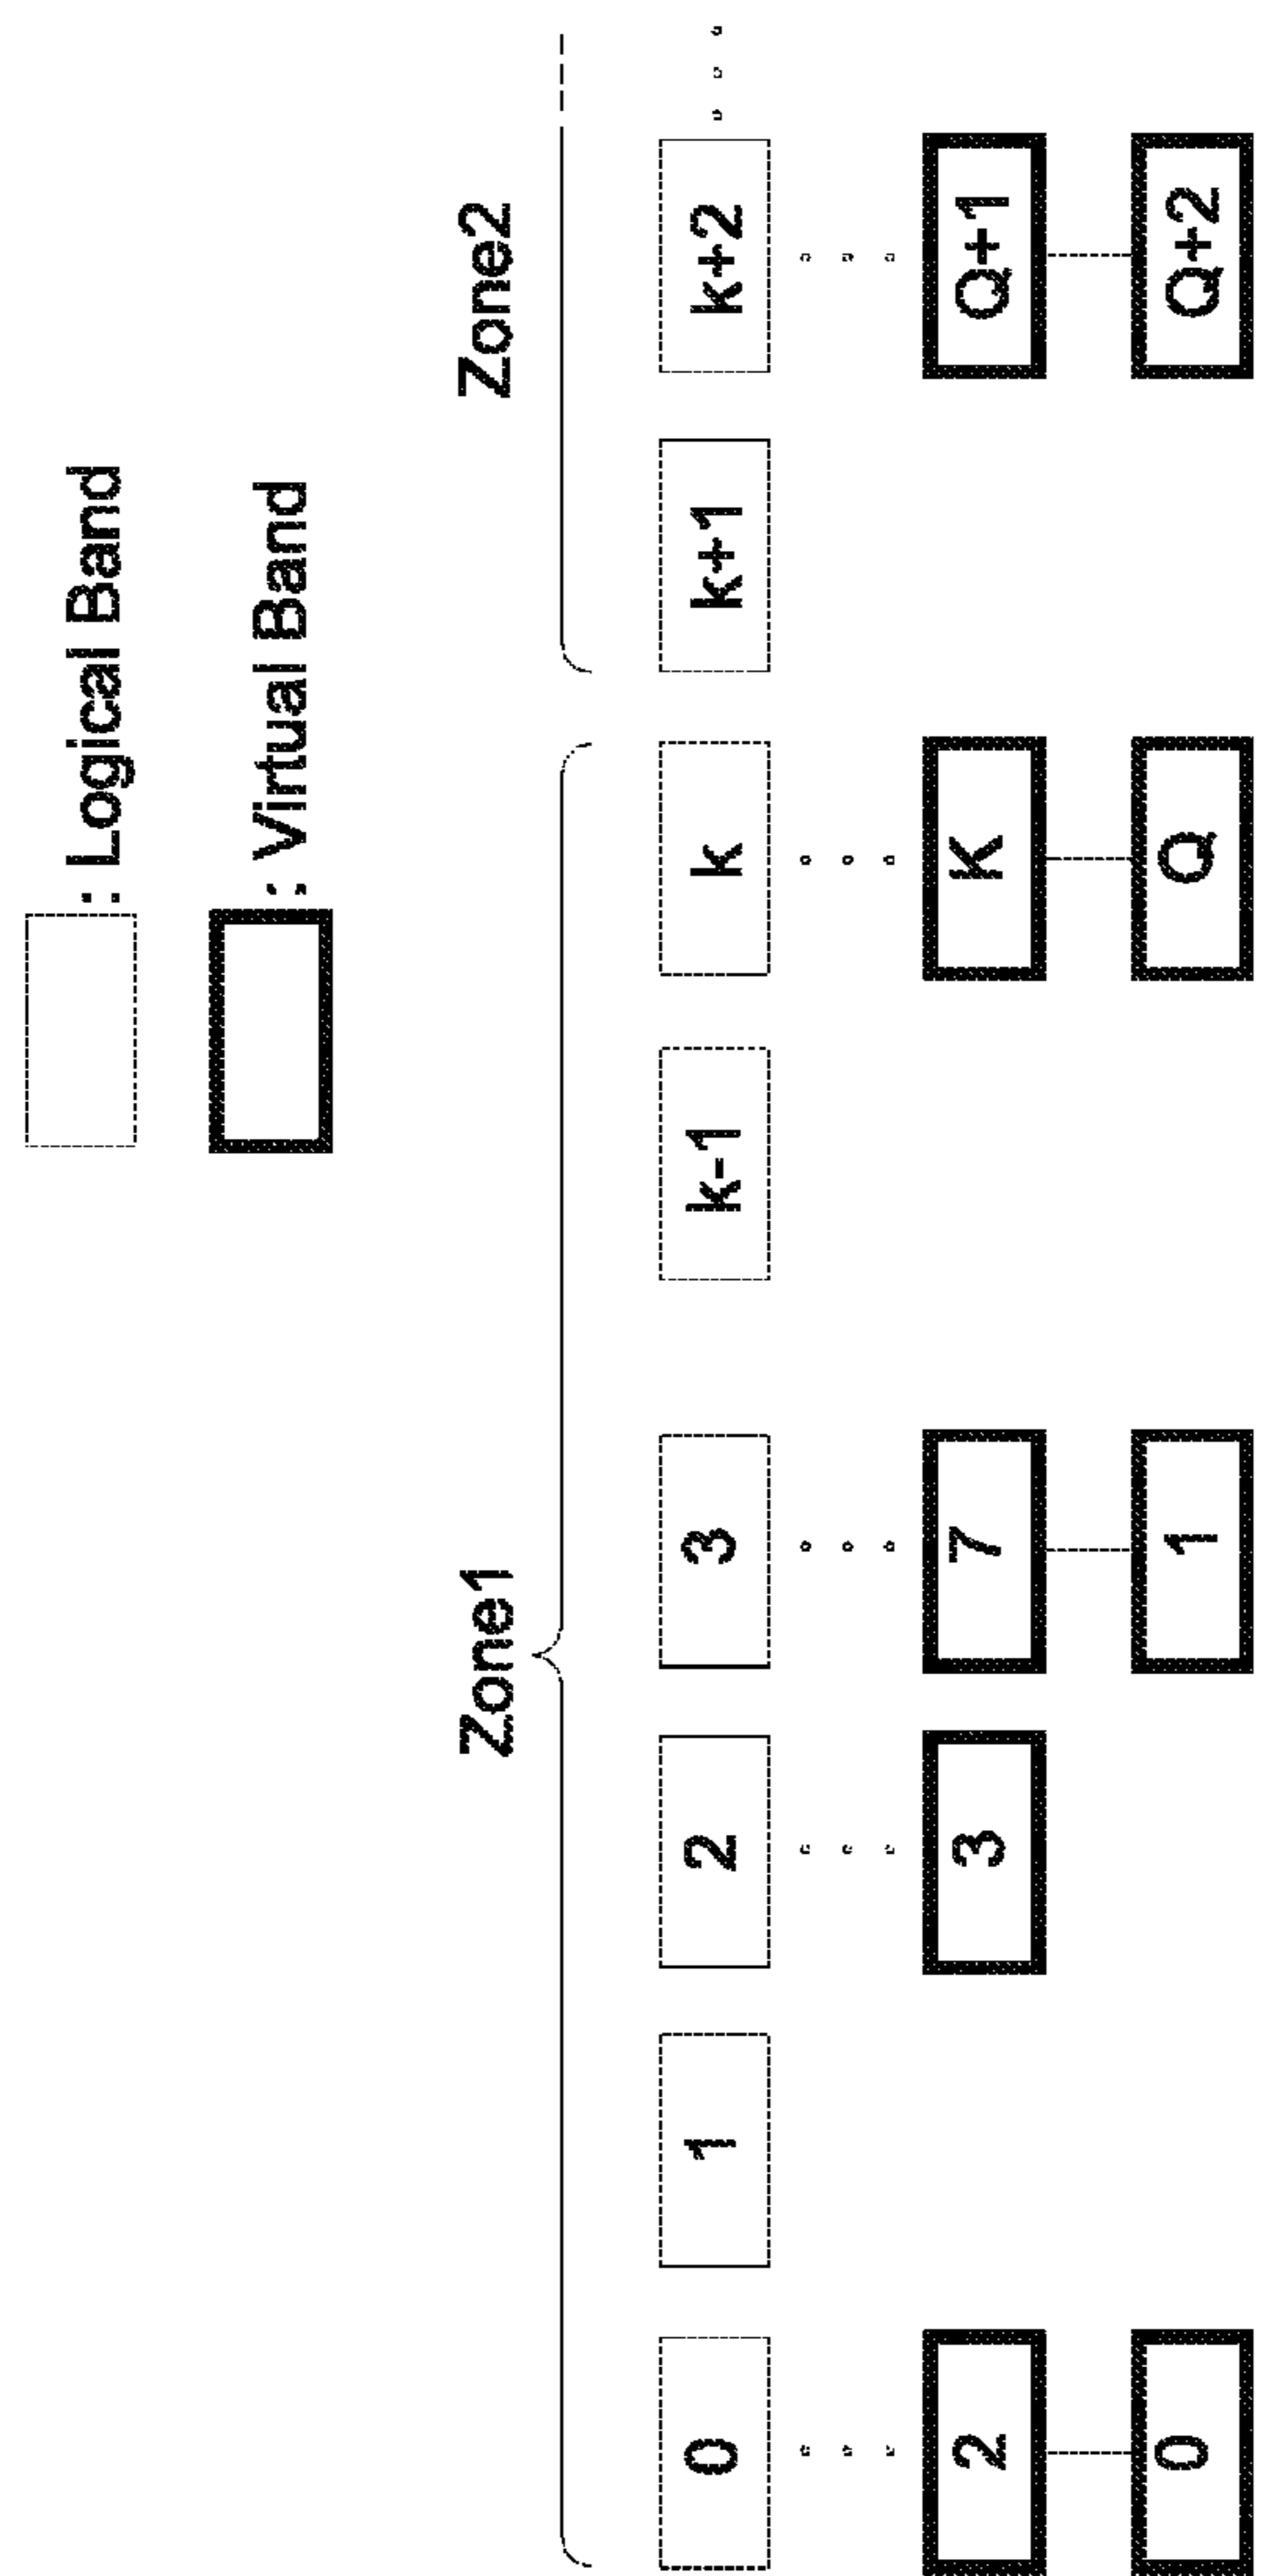 : Logical Band
: Virtual Band
Zone1 Zone2
0 1 2 3 k-1 k k+1 k+2
2 3 7 K Q+1
0 1 Q Q+2